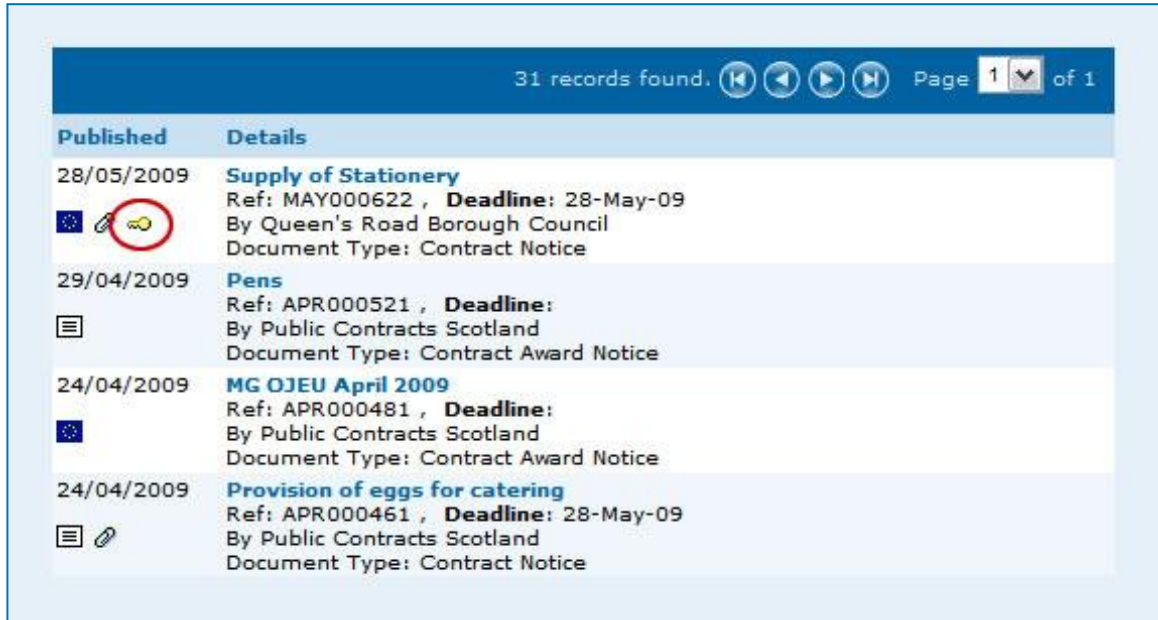 31 records found. Page 1 of 1
Published Details
28/05/2009 Supply of Stationery
Ref: MAY000622 , Deadline: 28-May-09
By Queen's Road Borough Council
Document Type: Contract Notice
29/04/2009 Pens
Ref: APR000521 , Deadline:
By Public Contracts Scotland
Document Type: Contract Award Notice
24/04/2009 MG OJEU April 2009
Ref: APR000481 , Deadline:
By Public Contracts Scotland
Document Type: Contract Award Notice
24/04/2009 Provision of eggs for catering
Ref: APR000461 , Deadline: 28-May-09
By Public Contracts Scotland
Document Type: Contract Notice